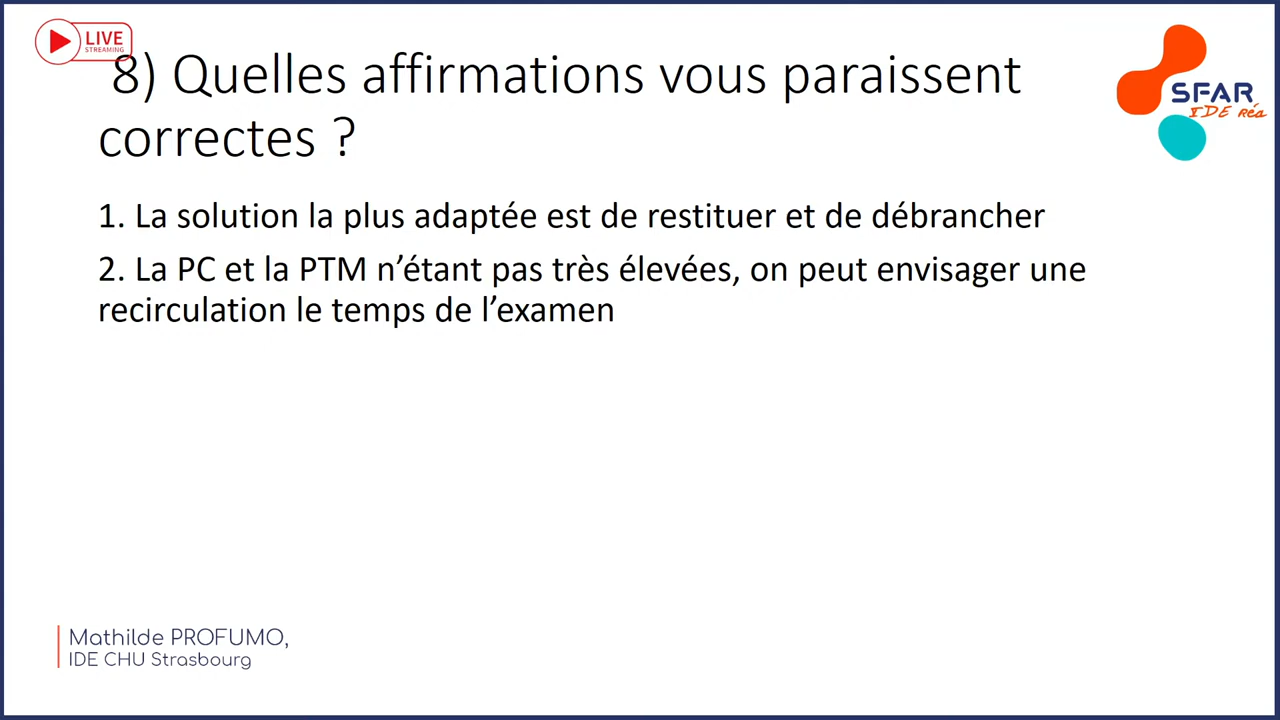 LIVE
STREAMING
8) Quelles affirmations vous paraissent
correctes ?
SFAR
IDE Réa
1. La solution la plus adaptée est de restituer et de débrancher
2. La PC et la PTM n’étant pas très élevées, on peut envisager une
recirculation le temps de l’examen
Mathilde PROFUMO,
IDE CHU Strasbourg